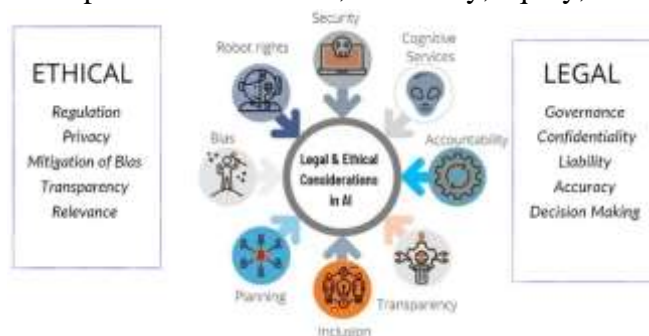 Security
Robot rights
Cognitive
Services
ETHICAL
Regulation
Privacy
Mitigation of Bias
Transparency
Relevance
Bias
Legal & Ethical
Considerations
in AI
Accountability
LEGAL
Governance
Confidentiality
Liability
Accuracy
Decision Making
Planning
Transparency
Inclusion